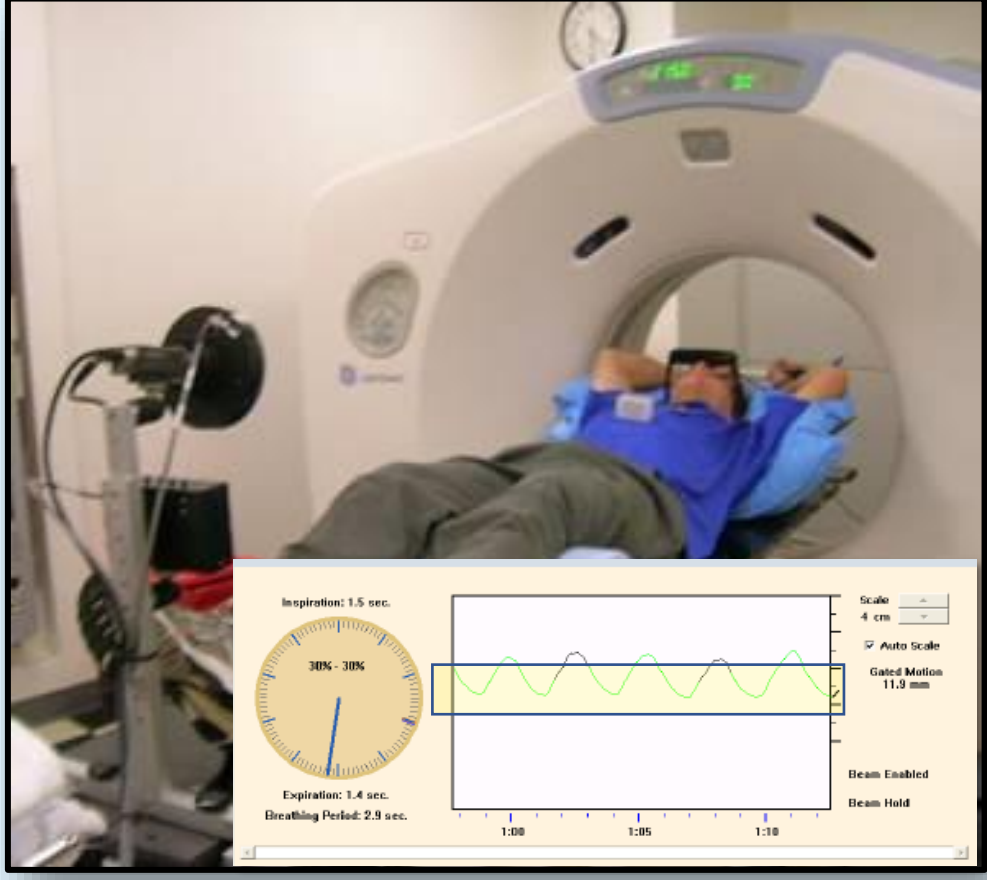 Inspiration: 1.5 sec.
30% - 30%
Expiration: 1.4 sec.
Breathing Period: 2.9 sec.
1:00
1:05
1:10
Scale
4 cm
Auto Scale
Gated Motion
11.9 mm
Beam Enabled
Beam Hold